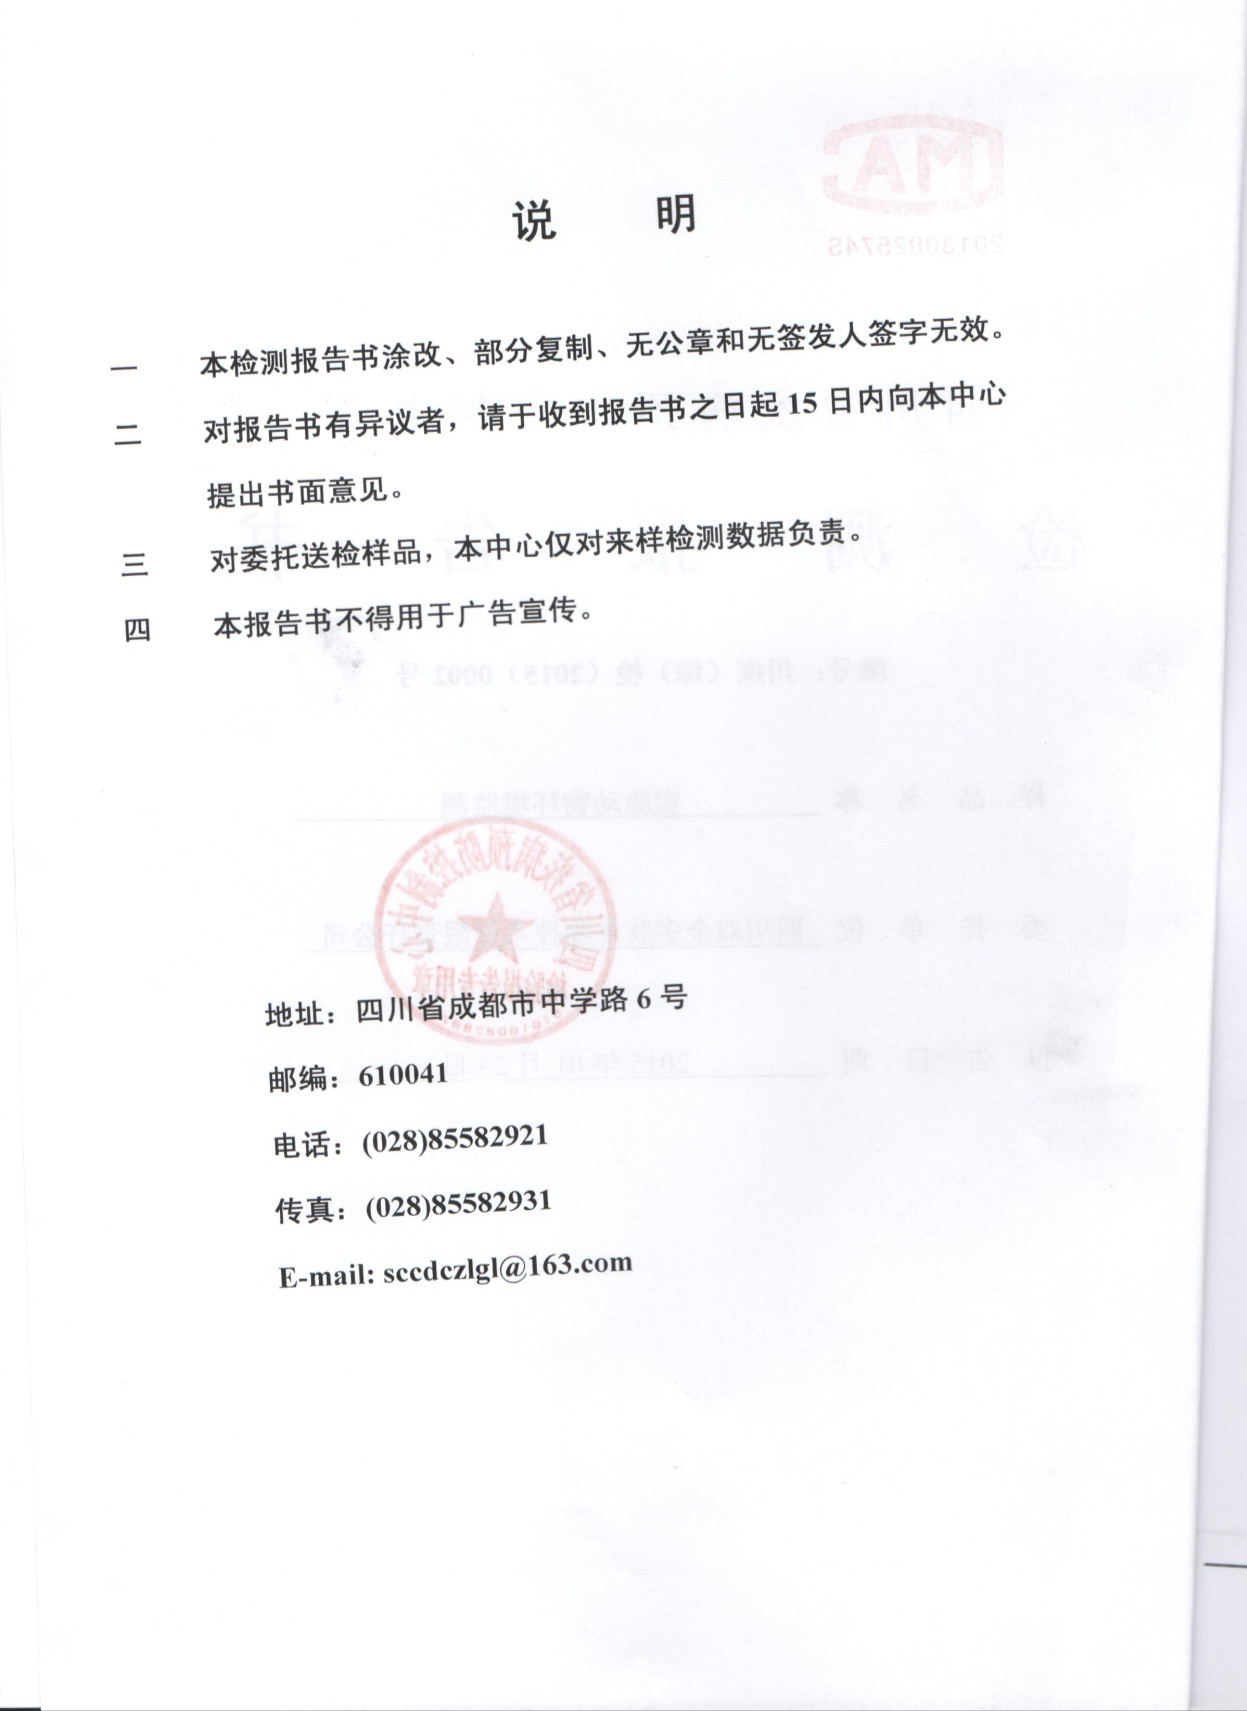 说 明
一 本检测报告书涂改、部分复制、无公章和无签发人签字无效。
二 对报告书有异议者，请于收到报告书之日起 15 日内向本中心
提出书面意见。
三 对委托送检样品，本中心仅对来样检测数据负责。
四 本报告书不得用于广告宣传。
地址：四川省成都市中学路 6 号
邮编：610041
电话：(028)85582921
传真：(028)85582931
E-mail: sccdczlgl@163.com